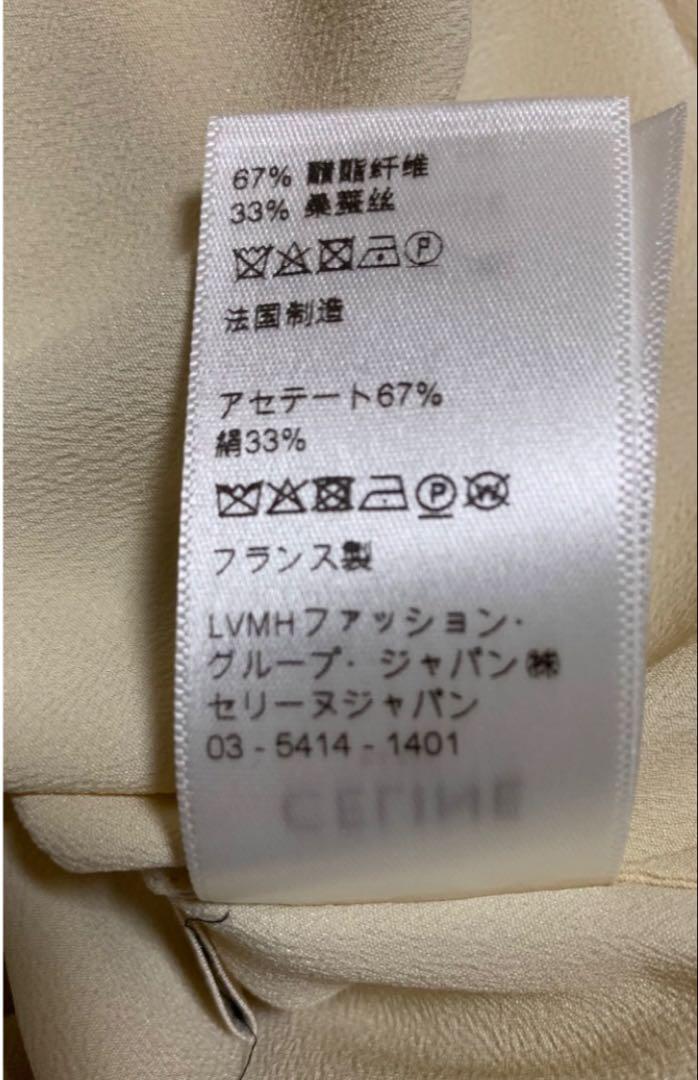 67% 醋酯纤维
33% 桑蚕丝
法国制造
アセテート67%
絹33%
フランス製
LVMHファッション・
グループ・ジャパン㈱
セリーヌジャパン
03 - 5414 - 1401
CELINE